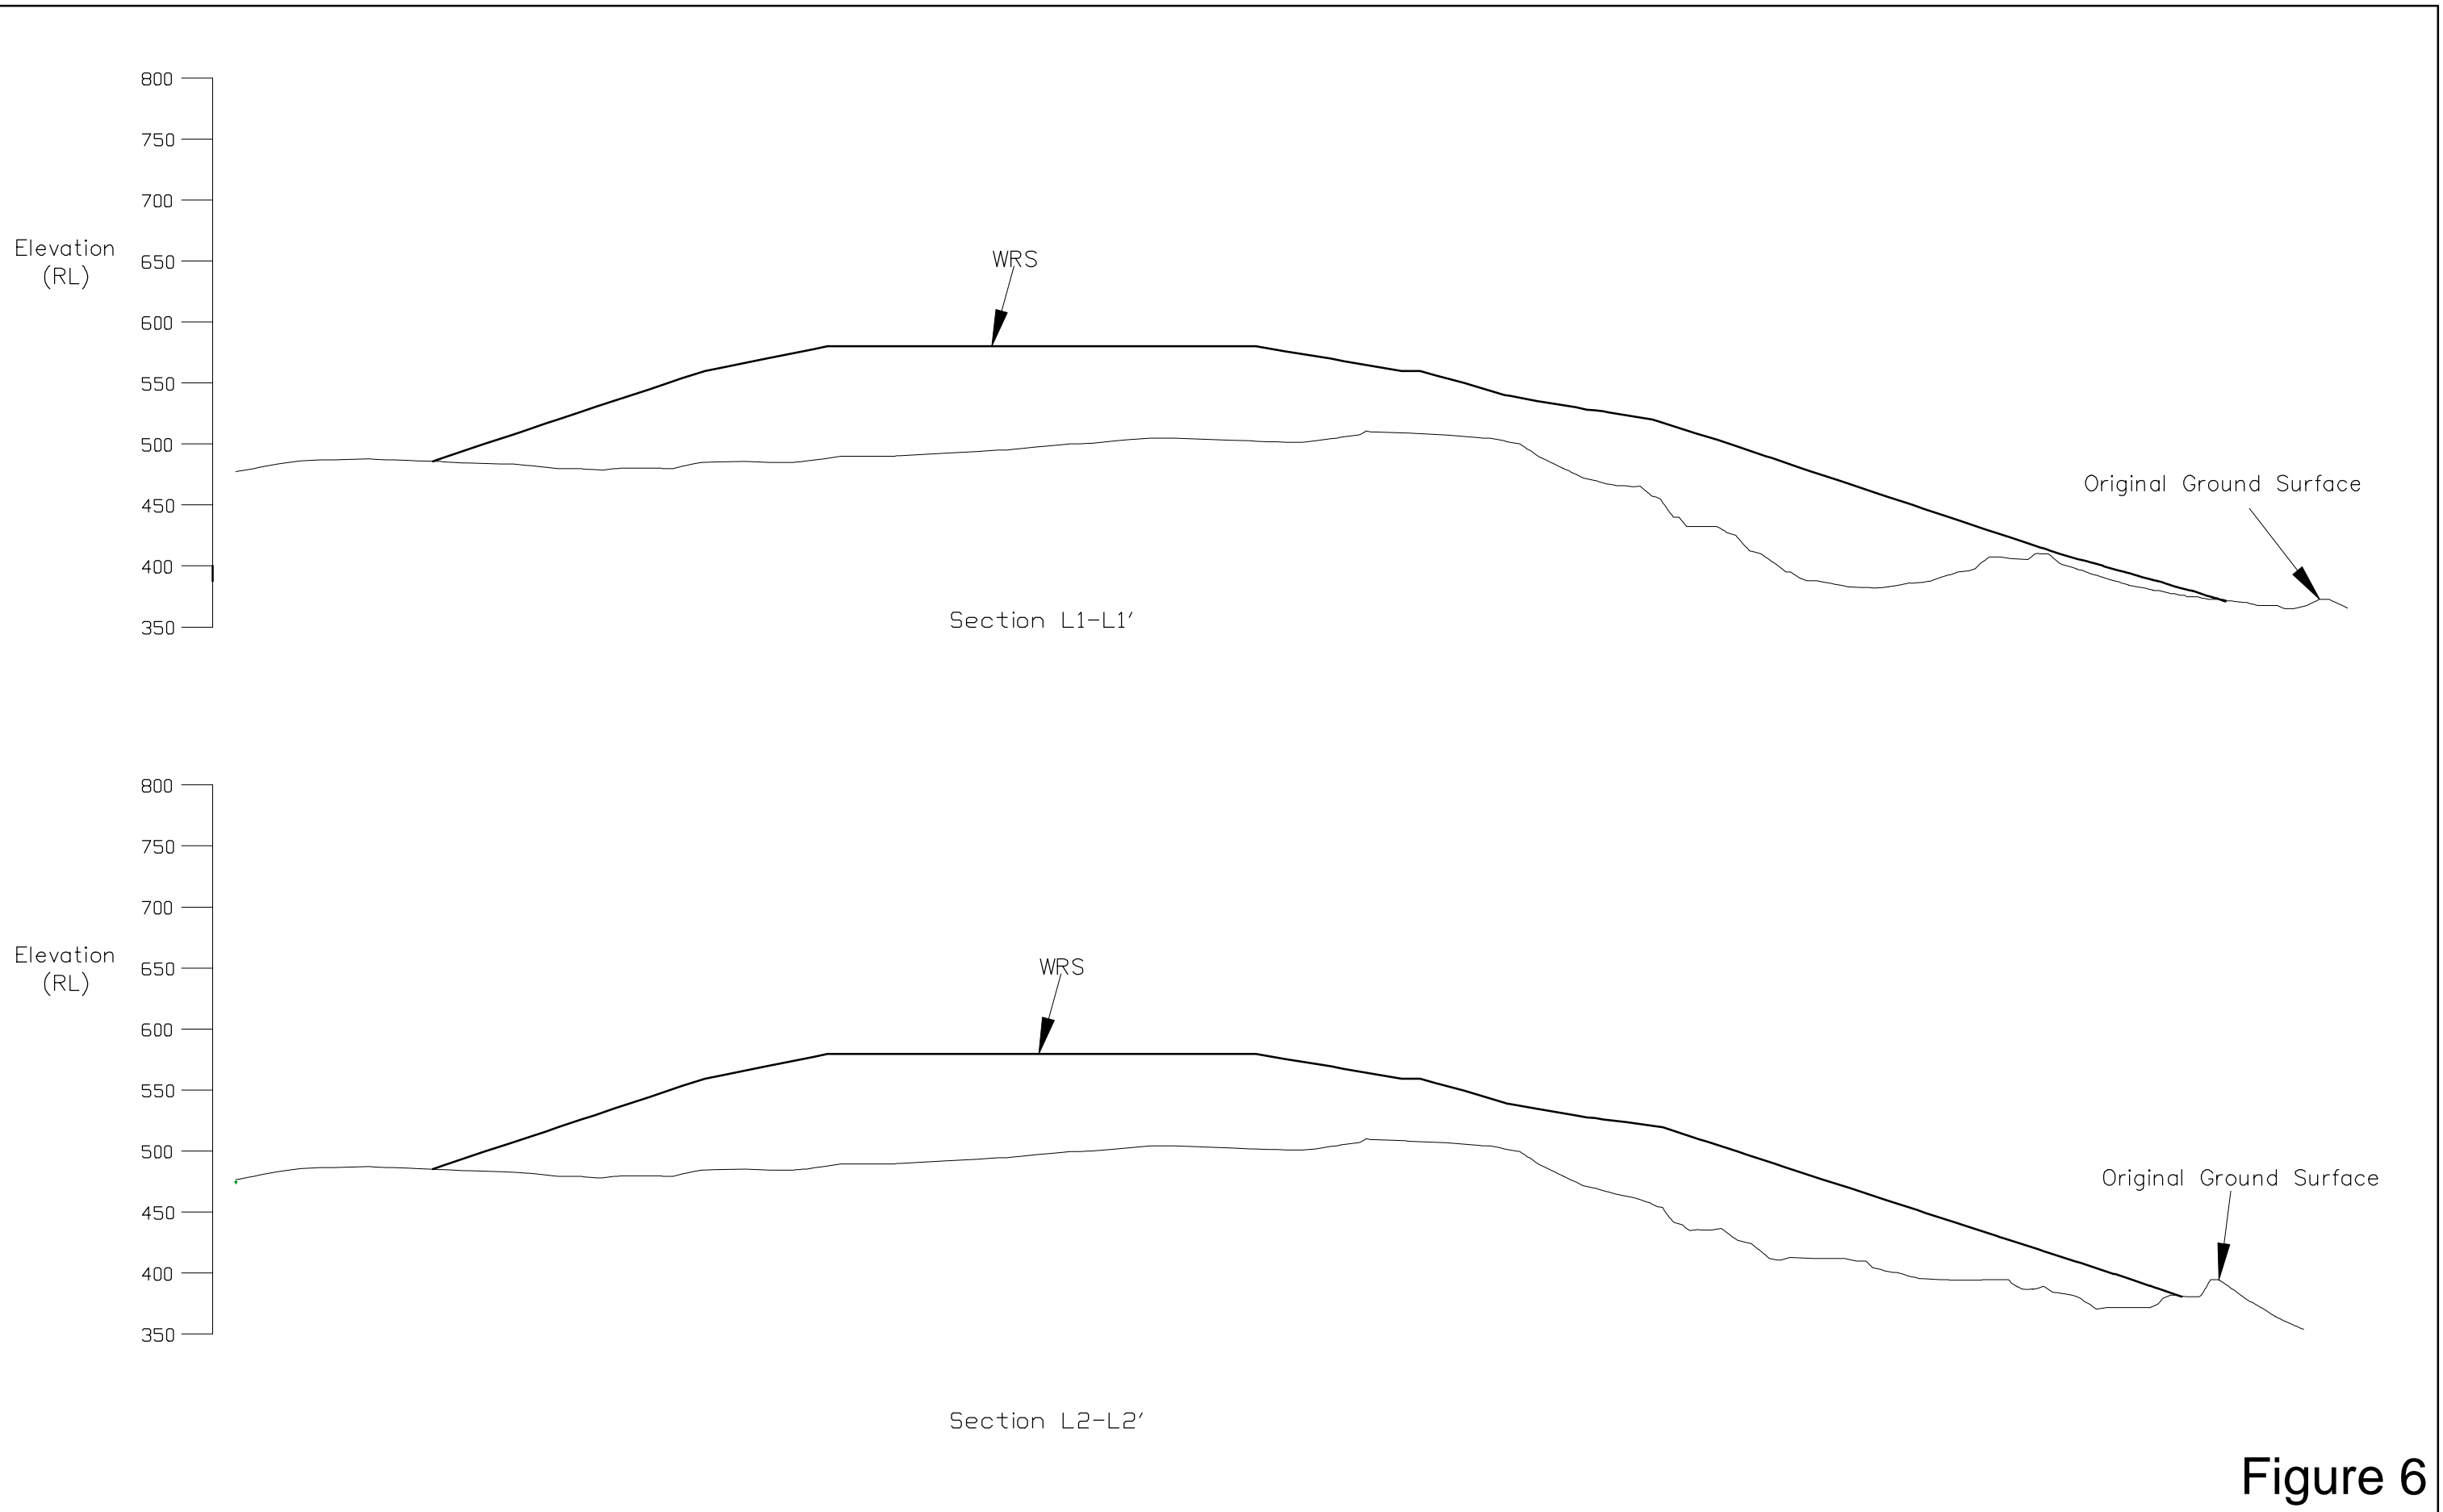 800
750
700
650
600
550
500
450
400
350
Elevation
(RL)
WRS
Original Ground Surface
Section L1-L1'
800
750
700
650
600
550
500
450
400
350
Elevation
(RL)
WRS
Original Ground Surface
Section L2-L2'
Figure 6